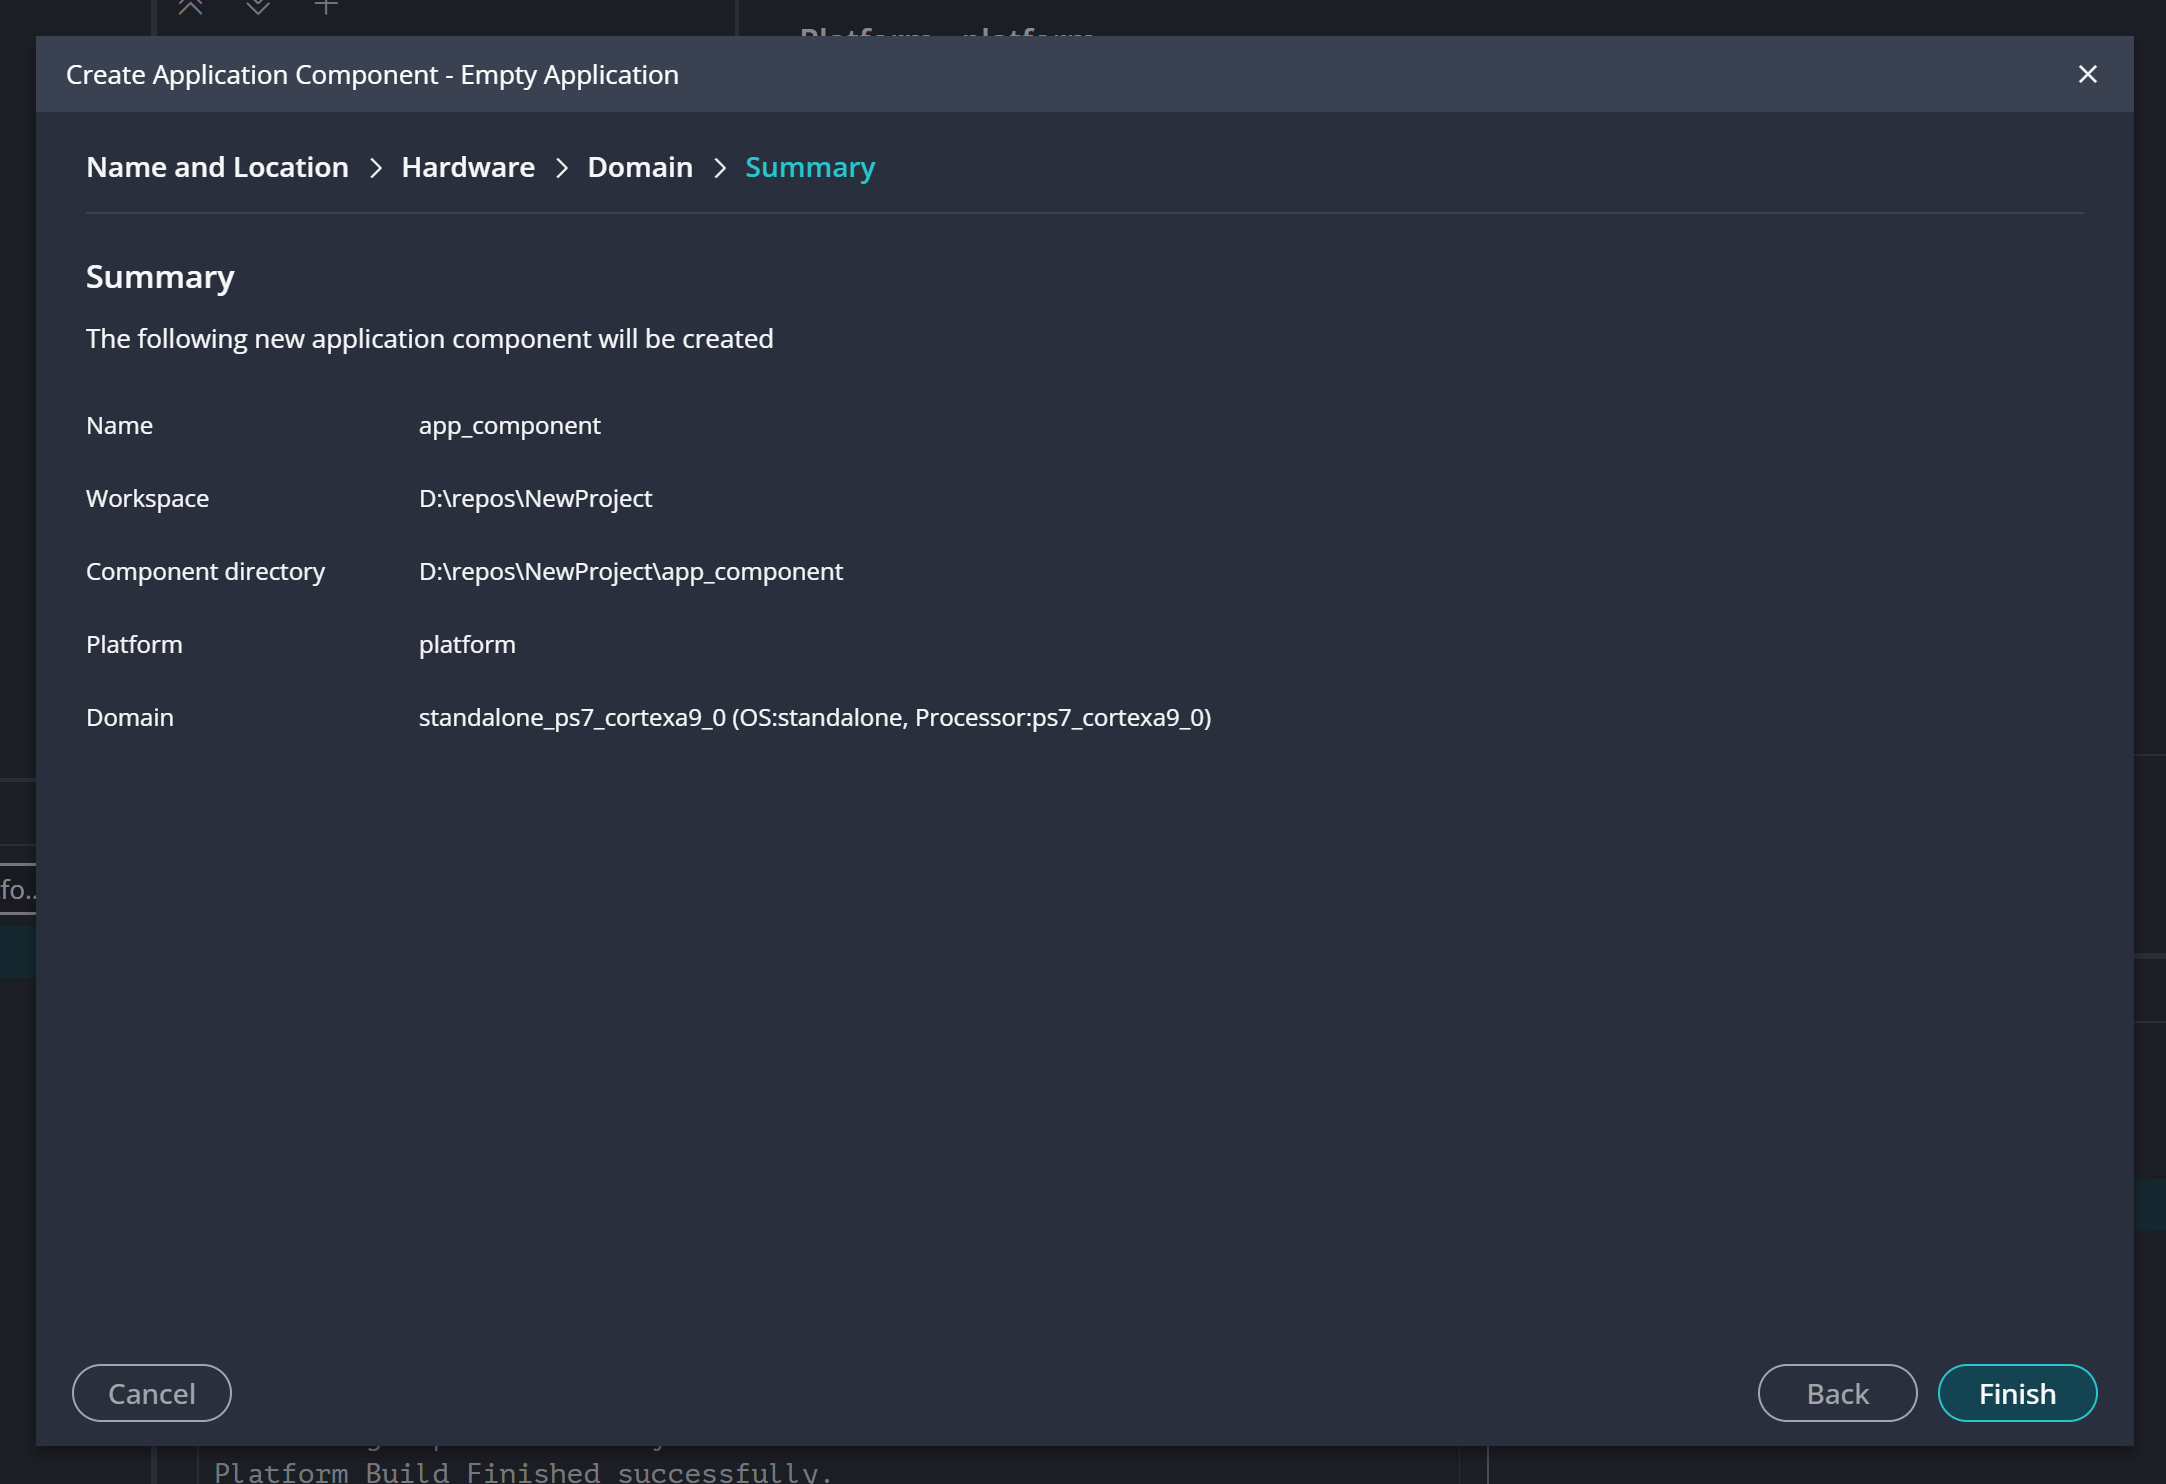 Create Application Component - Empty Application
Name and Location > Hardware > Domain > Summary
Summary
The following new application component will be created
Name app_component
Workspace D:\repos\NewProject
Component directory D:\repos\NewProject\app_component
Platform platform
Domain standalone_ps7_cortexa9_0 (OS:standalone, Processor:ps7_cortexa9_0)
fo..
Cancel Back Finish
Platform Build Finished successfully.